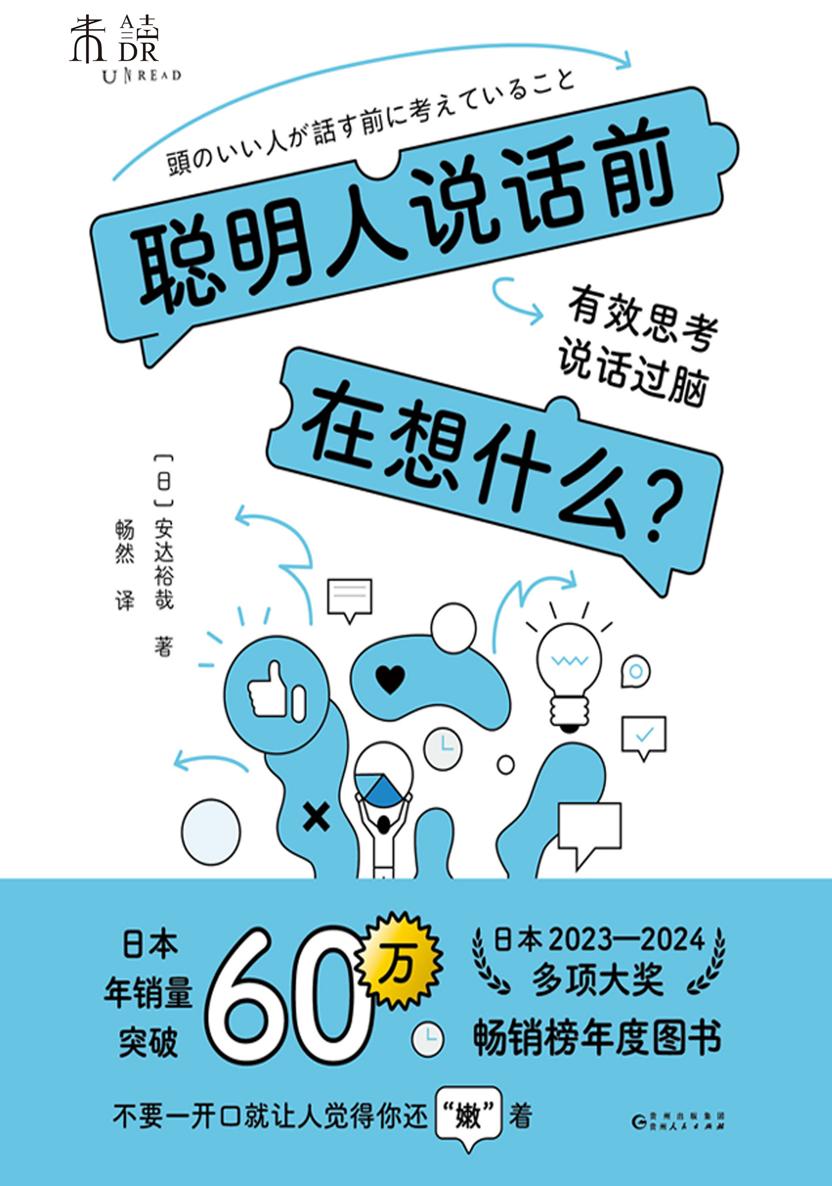 未读
UNREAD
頭のいい人が話す前に考えていること
聪明人说话前
有效思考
说话过脑
在想什么?
[日]安达裕哉 著
畅然 译
日本
年销量
突破
60万
日本2023—2024
多项大奖
畅销榜年度图书
不要一开口就让人觉得你还“嫩”着
贵州出版集团
贵州人民出版社